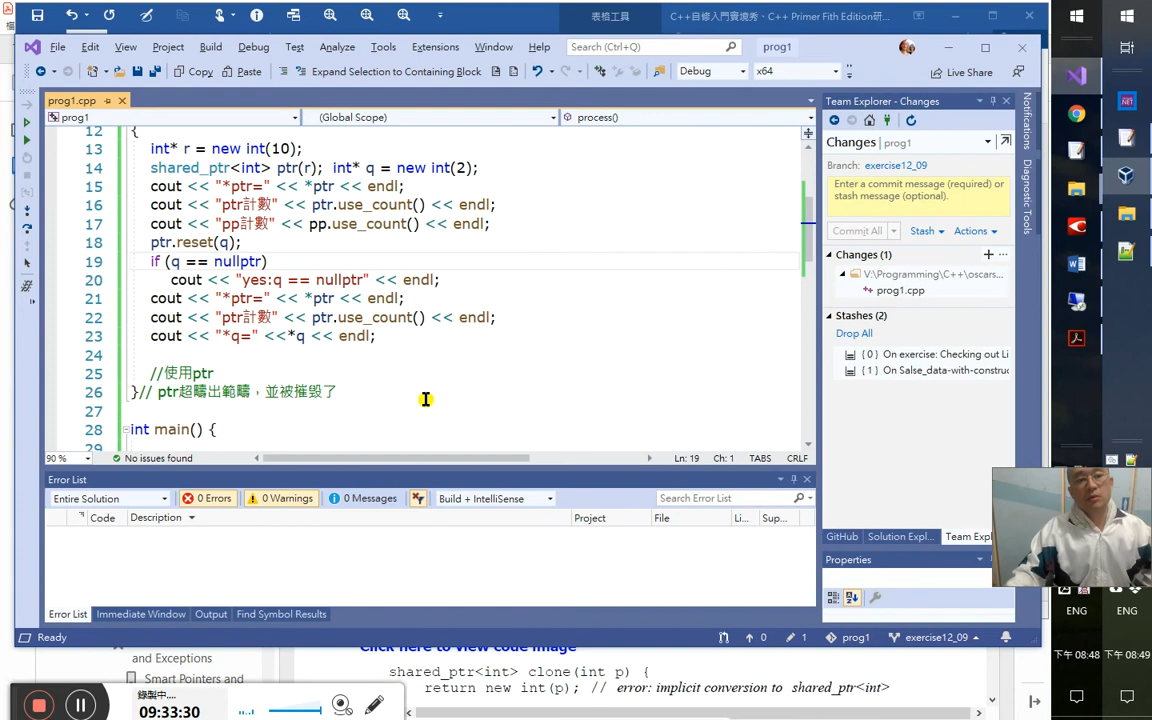 表格工具
C++自修入門實境秀、C++ Primer Fith Edition研...
File Edit View Project Build Debug Test Analyze Tools Extensions Window Help Search (Ctrl+Q) prog1
Copy Paste Expand Selection to Containing Block Debug x64 Live Share
prog1.cpp
prog1 (Global Scope) process()
12 {
13 int* r = new int(10);
14 shared_ptr<int> ptr(r); int* q = new int(2);
15 cout << "*ptr=" << *ptr << endl;
16 cout << "ptr計數" << ptr.use_count() << endl;
17 cout << "pp計數" << pp.use_count() << endl;
18 ptr.reset(q);
19 if (q == nullptr)
20 cout << "yes:q == nullptr" << endl;
21 cout << "*ptr=" << *ptr << endl;
22 cout << "ptr計數" << ptr.use_count() << endl;
23 cout << "*q=" <<*q << endl;
24
25 //使用ptr
26 }// ptr超疇出範疇，並被摧毀了
27
28 int main() {
29
90 % No issues found Ln: 19 Ch: 1 TABS CRLF
Error List
Entire Solution 0 Errors 0 Warnings 0 Messages Build + IntelliSense Search Error List
Code Description Project File Li... Sup...
Error List Immediate Window Output Find Symbol Results
Ready 0 1 prog1 exercise12_09
Team Explorer - Changes
Changes | prog1
Branch: exercise12_09
Enter a commit message (required) or
stash message (optional).
Commit All Stash Actions
Changes (1)
V:\Programming\C++\oscars...
prog1.cpp
Stashes (2)
Drop All
{ 0 } On exercise: Checking out Li
{ 1 } On Salse_data-with-construc
GitHub Solution Expl... Team Expl
Properties
Notifications
Diagnostic Tools
Click here to view code image
and Exceptions
Smart Pointers and
shared_ptr<int> clone(int p) {
return new int(p); // error: implicit conversion to shared_ptr<int>
錄製中....
09:33:30
.NET
ENG ENG
下午 08:48 下午 08:49